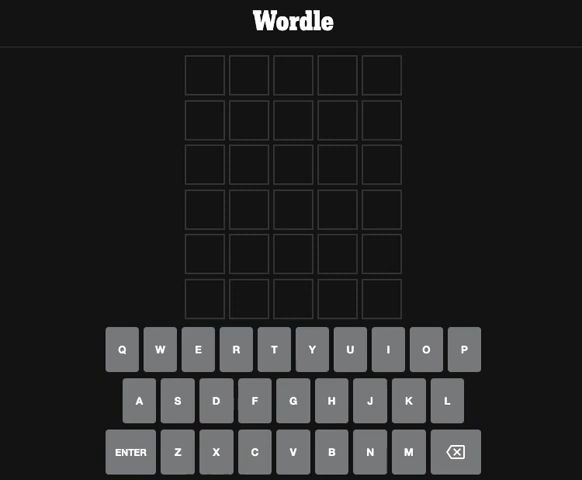 Wordle
Q W E R T Y U I O P
A S D F G H J K L
ENTER Z X C V B N M